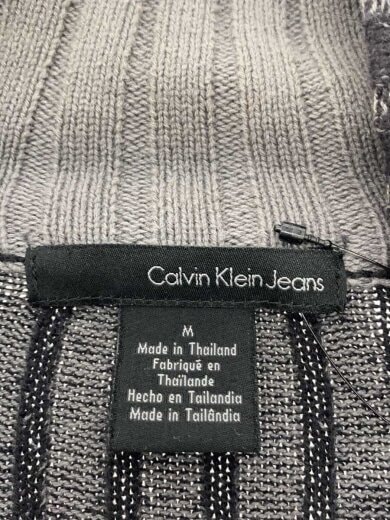 Calvin Klein Jeans
M
Made in Thailand
Fabriqué en
Thaïlande
Hecho en Tailandia
Made in Tailândia